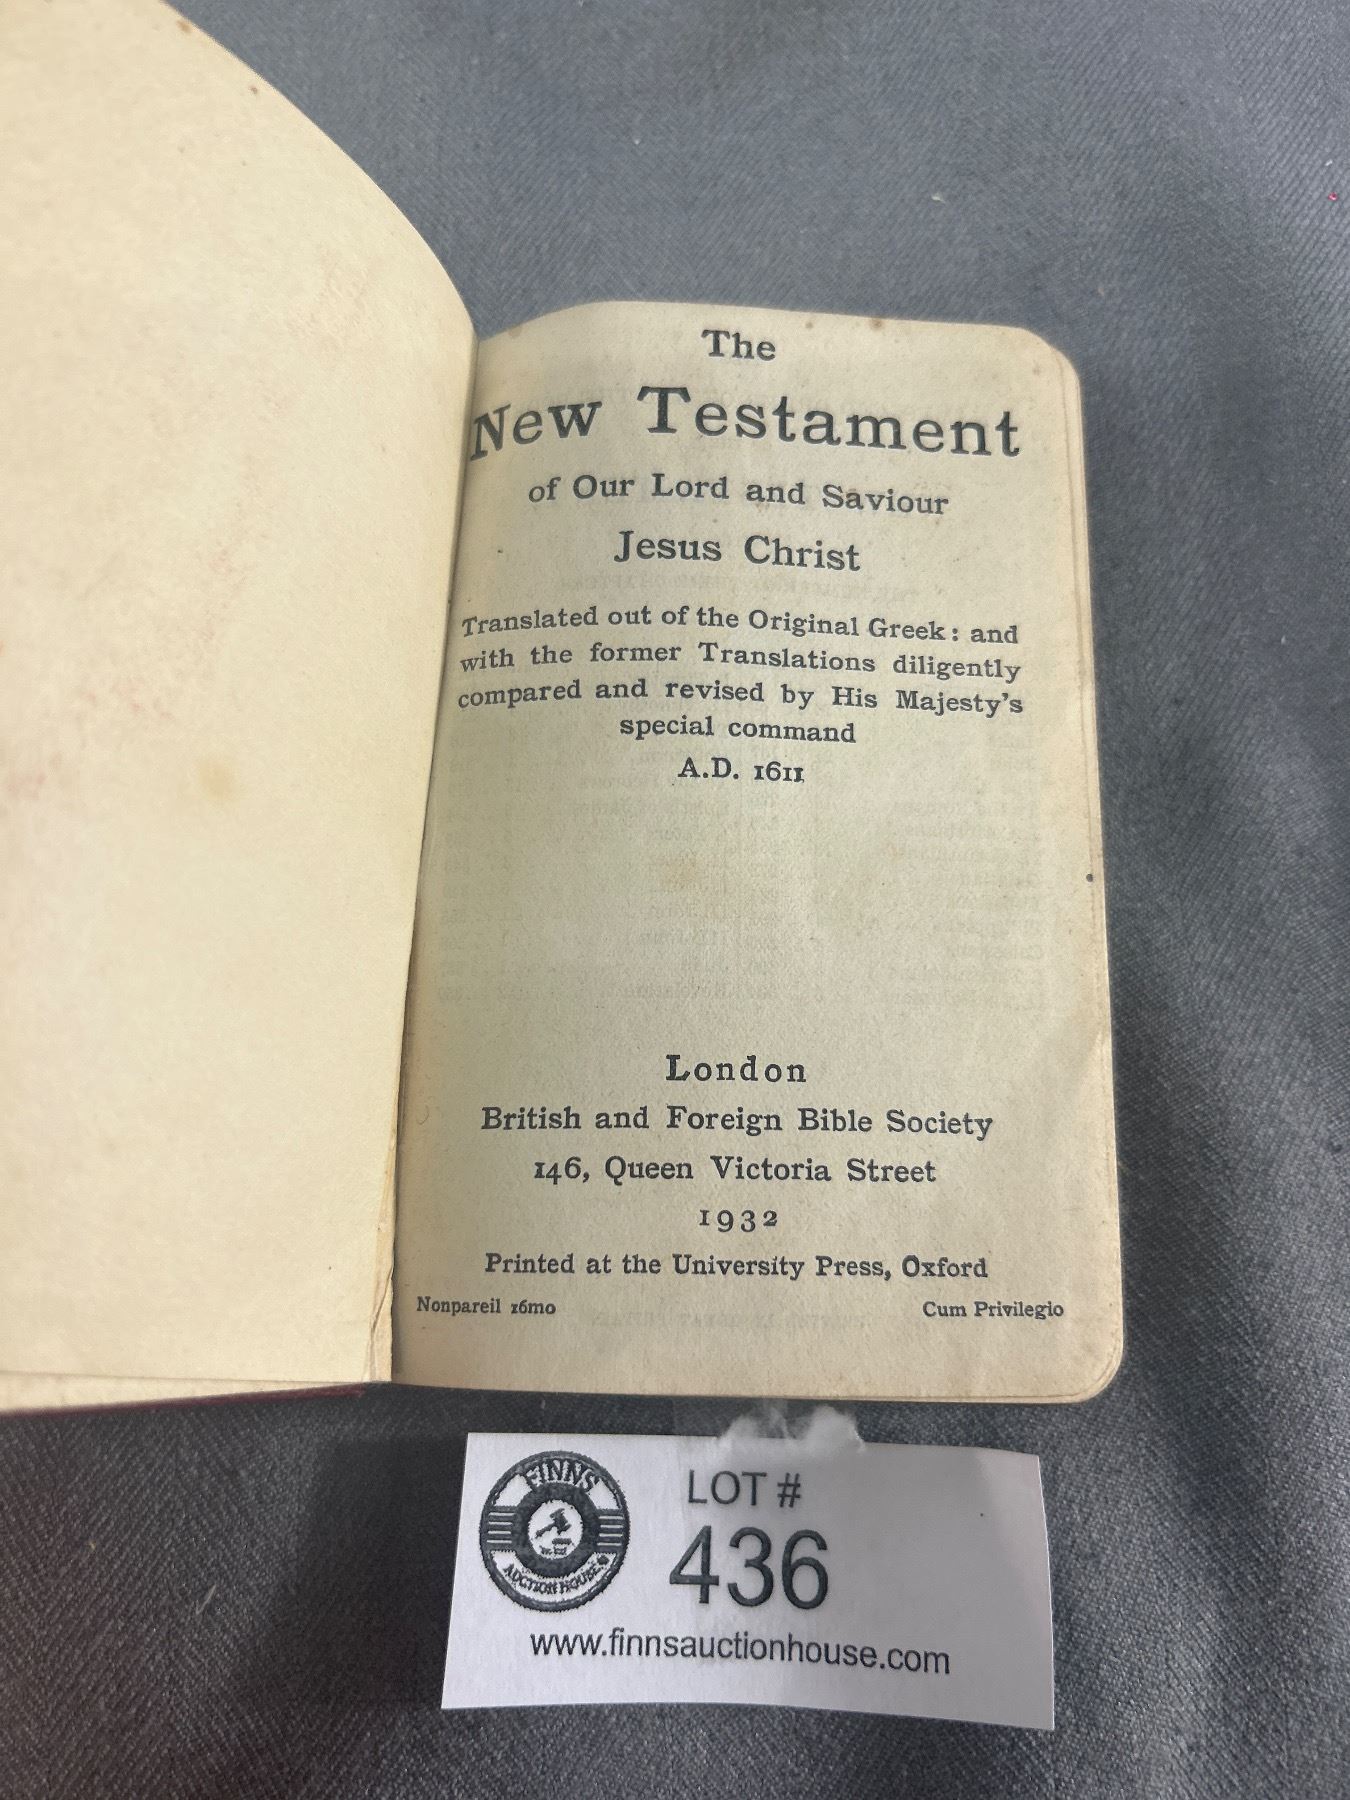 The
New Testament
of Our Lord and Saviour
Jesus Christ
Translated out of the Original Greek: and
with the former Translations diligently
compared and revised by His Majesty's
special command
A.D. 1611
London
British and Foreign Bible Society
146, Queen Victoria Street
1932
Printed at the University Press, Oxford
Nonpareil 16mo Cum Privilegio
FINNS
AUCTION HOUSE
LOT #
436
www.finnsauctionhouse.com